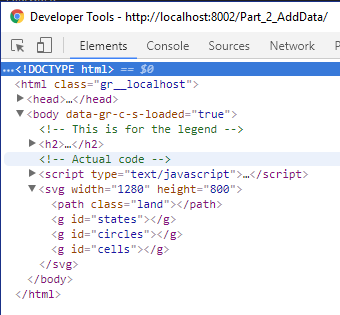 Developer Tools - http://localhost:8002/Part_2_AddData/
Elements Console Sources
...<!DOCTYPE html> == $0
<html class="gr__localhost">
▶<head>…</head>
▼<body data-gr-c-s-loaded="true">
<!-- This is for the legend -->
▶<h2>…</h2>
<!-- Actual code -->
▶<script type="text/javascript">…</script>
▼<svg width="1280" height="800">
<path class="land"></path>
<g id="states"></g>
<g id="circles"></g>
<g id="cells"></g>
</svg>
</body>
</html>